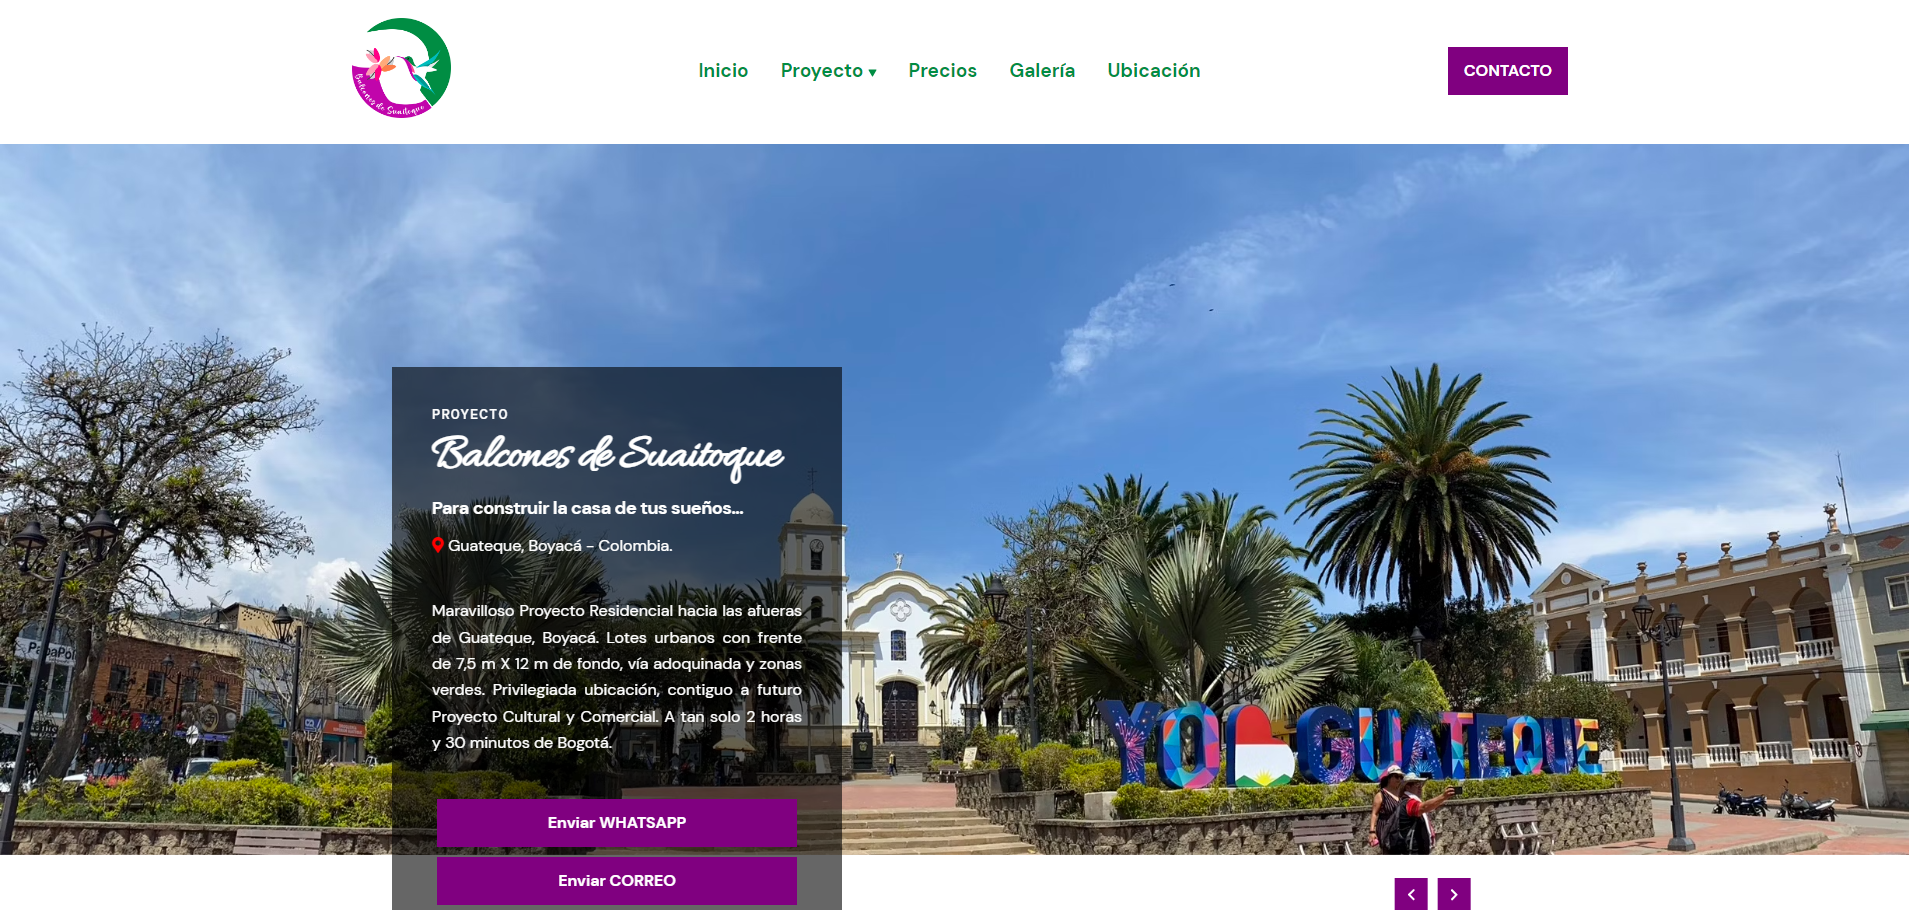 Balcones de Suaitoque
Inicio
Proyecto ▾
Precios
Galería
Ubicación
CONTACTO
PROYECTO
Balcones de Suaitoque
Para construir la casa de tus sueños...
Guateque, Boyacá - Colombia.
Maravilloso Proyecto Residencial hacia las afueras
de Guateque, Boyacá. Lotes urbanos con frente
de 7,5 m X 12 m de fondo, vía adoquinada y zonas
verdes. Privilegiada ubicación, contiguo a futuro
Proyecto Cultural y Comercial. A tan solo 2 horas
y 30 minutos de Bogotá.
YO GUATEQUE
Enviar WHATSAPP
Enviar CORREO